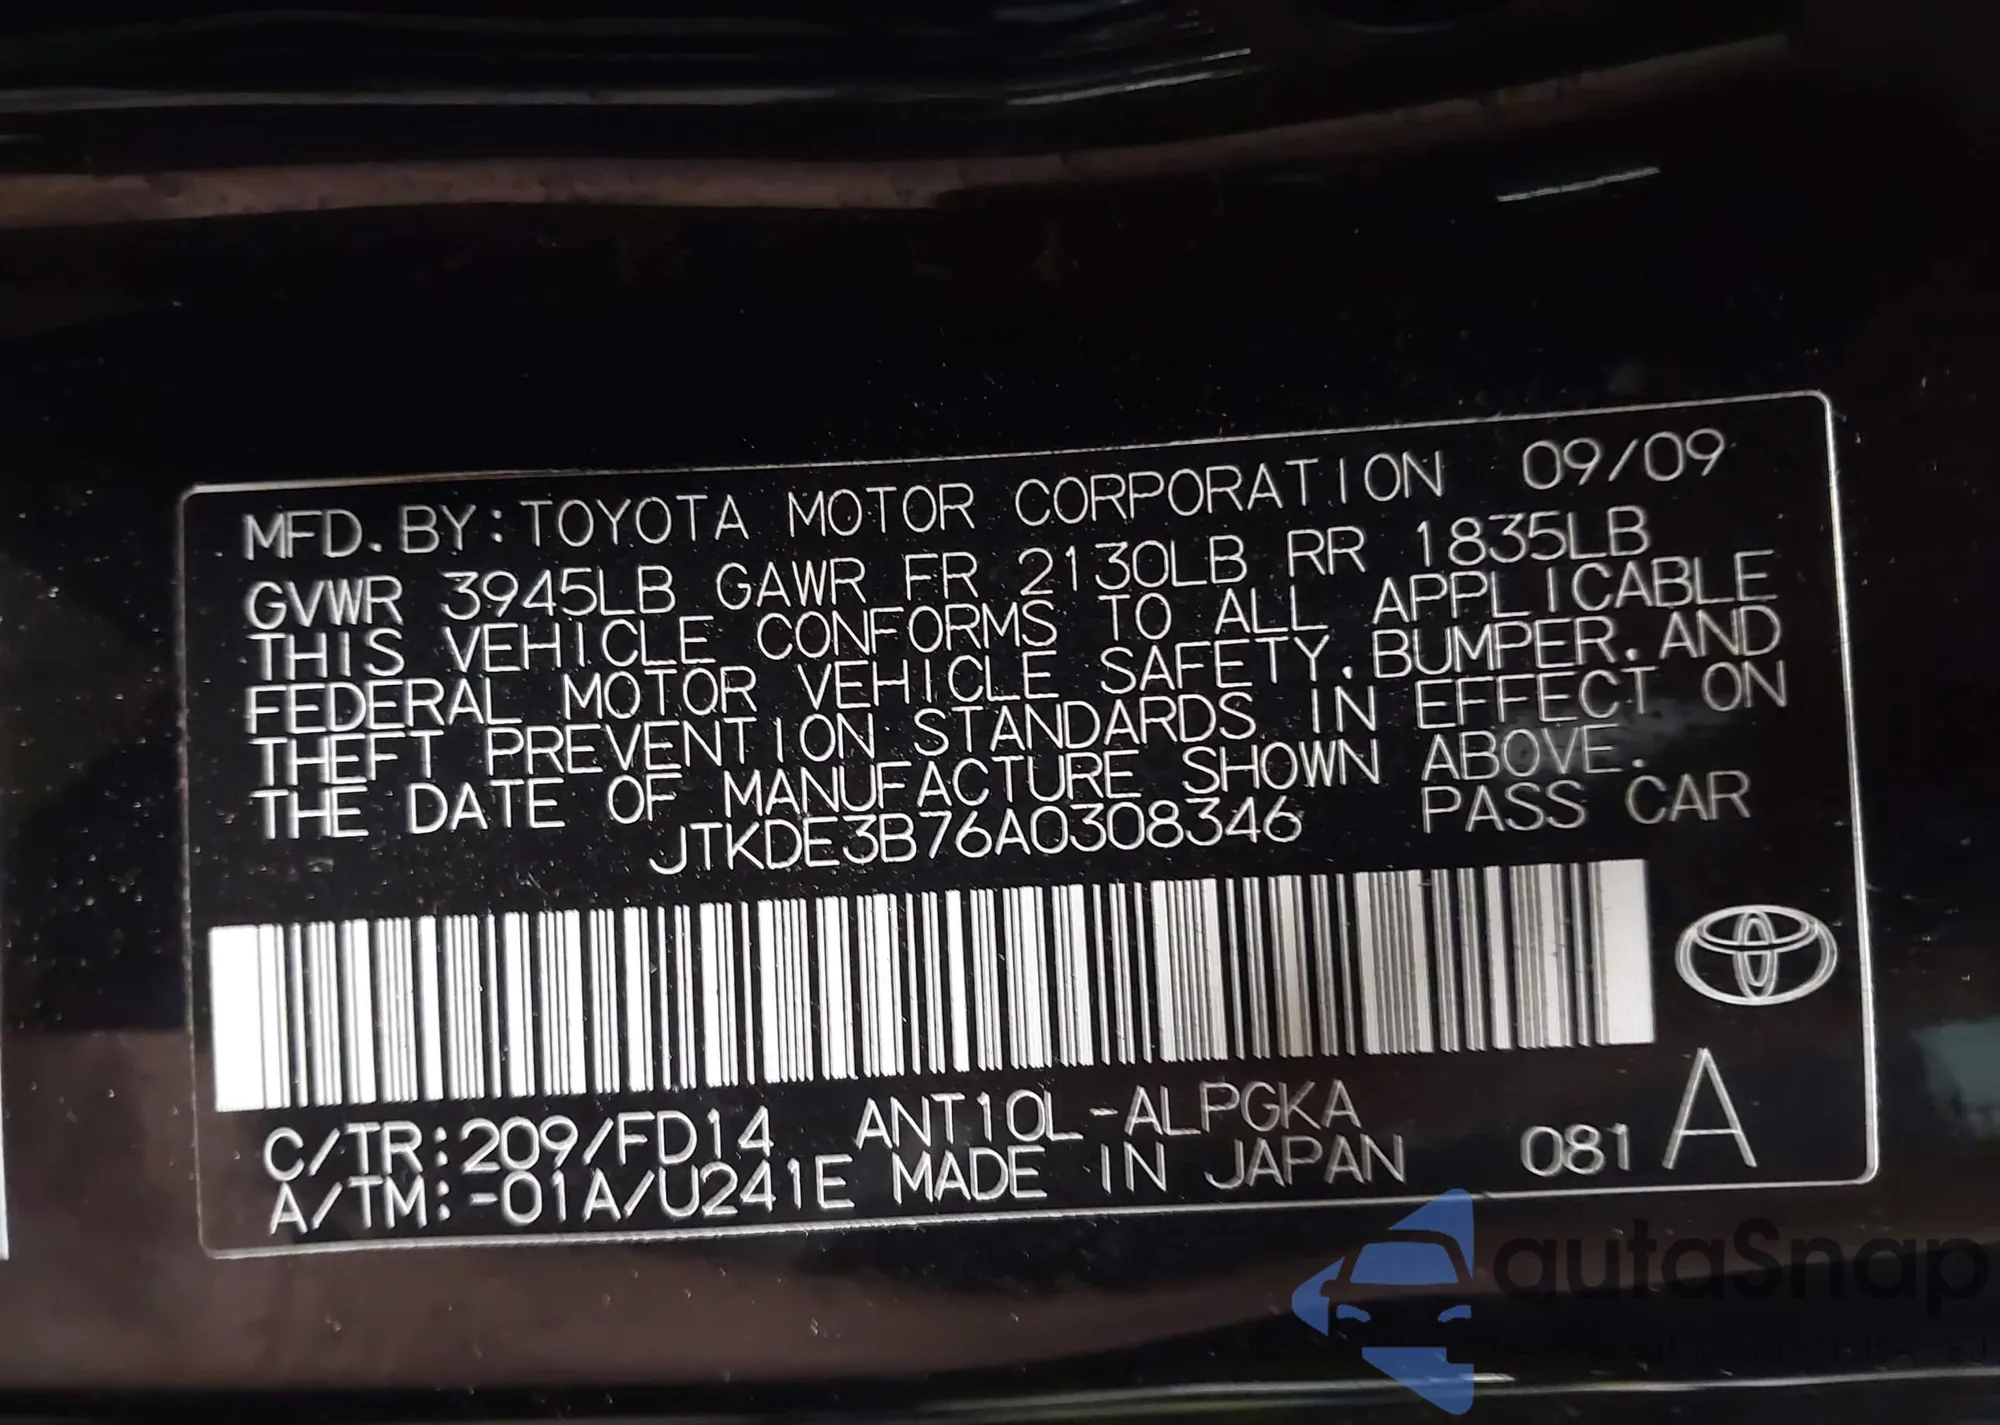 MFD. BY: TOYOTA MOTOR CORPORATION 09/09
GVWR 3945LB GAWR FR 2130LB RR 1835LB
THIS VEHICLE CONFORMS TO ALL APPLICABLE
FEDERAL MOTOR VEHICLE SAFETY, BUMPER, AND
THEFT PREVENTION STANDARDS IN EFFECT ON
THE DATE OF MANUFACTURE SHOWN ABOVE.
JTKDE3B76A0308346 PASS CAR
C/TR:209/FD14 ANT10L-ALPGKA
A/TM:-01A/U241E MADE IN JAPAN 081 A
autaSnap